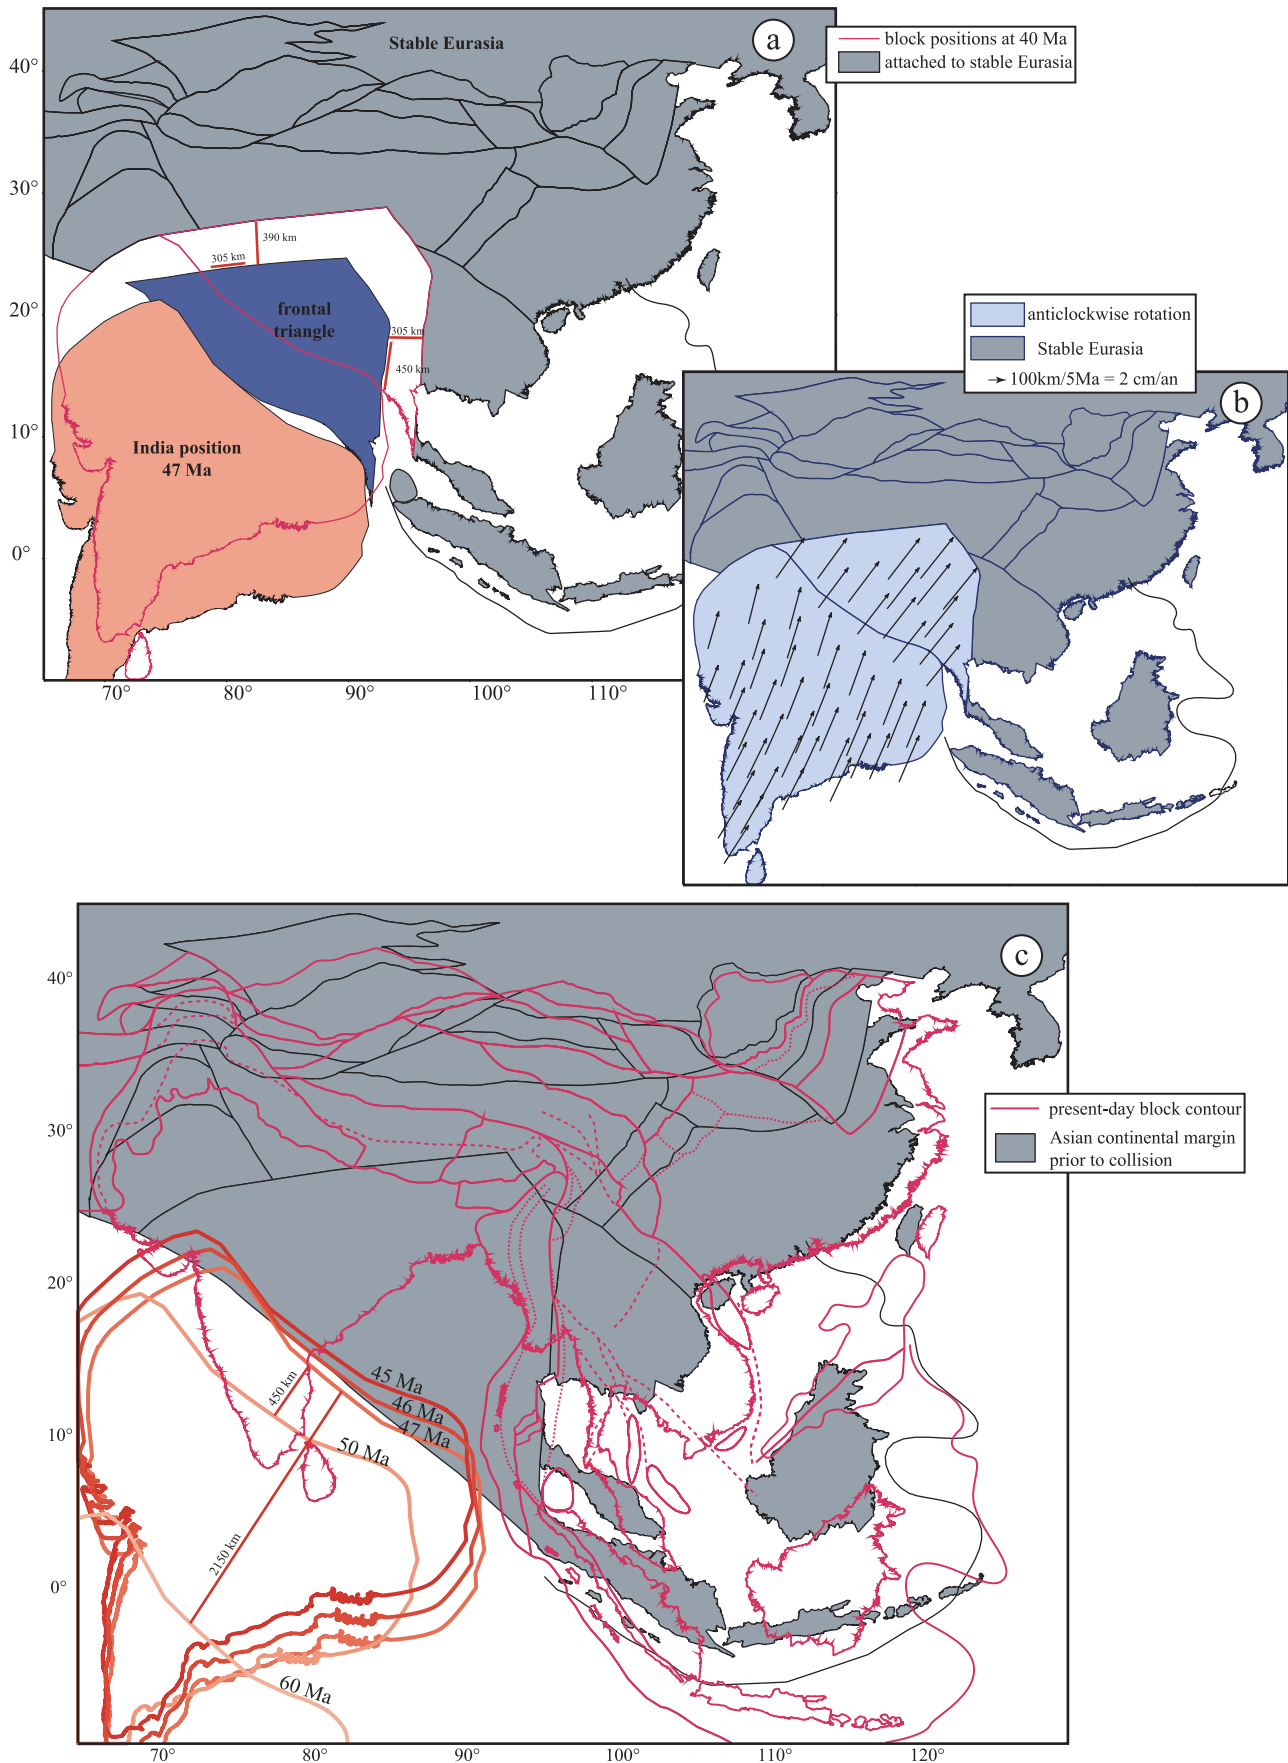 Stable Eurasia
a
block positions at 40 Ma
attached to stable Eurasia
40°
30°
20°
10°
0°
390 km
305 km
frontal
triangle
305 km
450 km
India position
47 Ma
70°
80°
90°
100°
110°
anticlockwise rotation
Stable Eurasia
100km/5Ma = 2 cm/an
b
c
40°
30°
20°
10°
0°
present-day block contour
Asian continental margin
prior to collision
450 km
45 Ma
46 Ma
47 Ma
50 Ma
2150 km
60 Ma
70°
80°
90°
100°
110°
120°